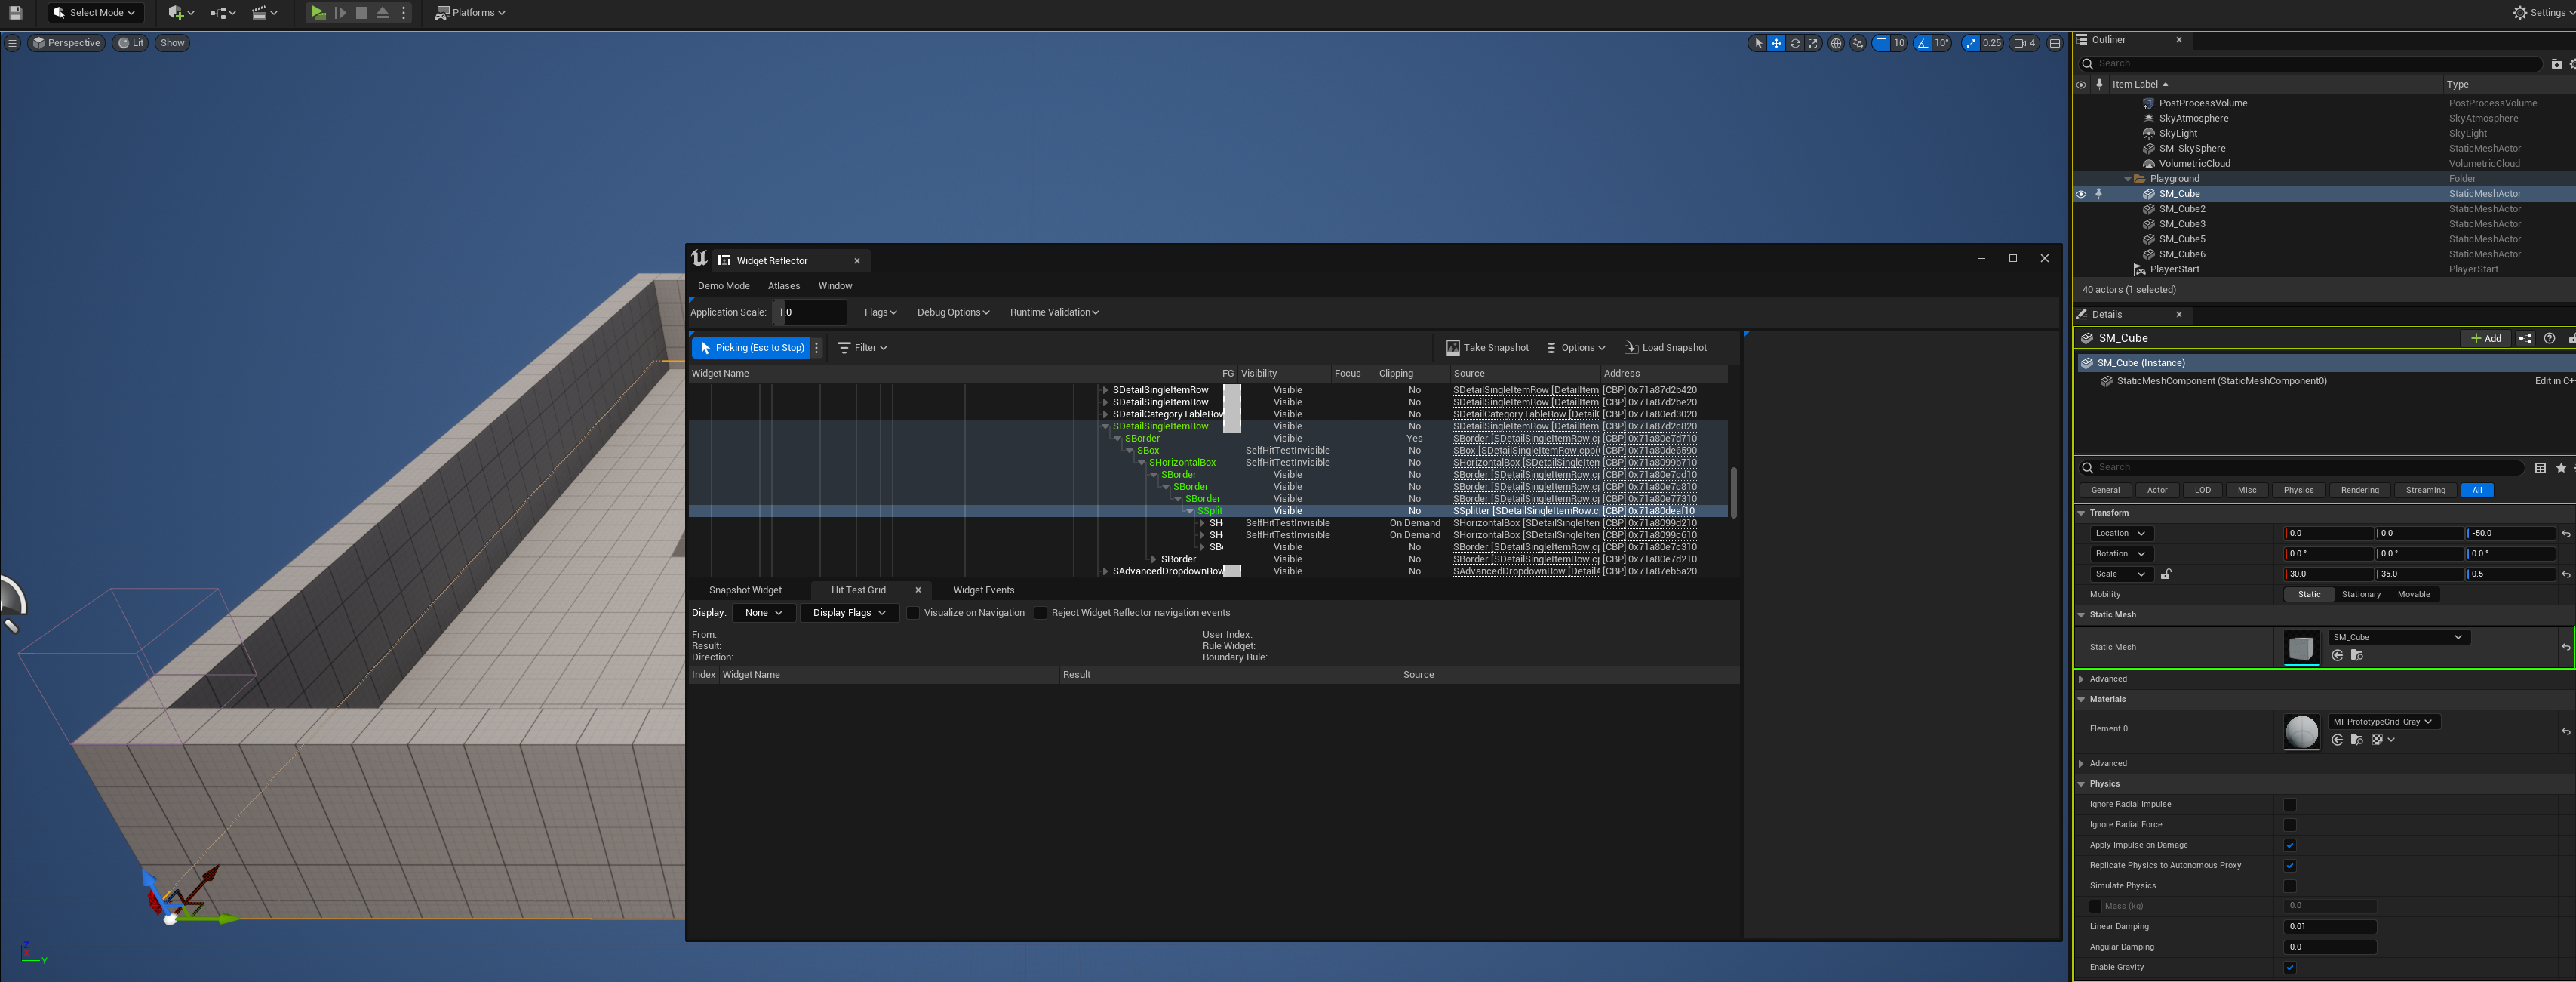 Select Mode
Platforms
Settings
Perspective
Lit
Show
10
10°
0.25
4
Outliner
Search...
Item Label
Type
PostProcessVolume PostProcessVolume
SkyAtmosphere SkyAtmosphere
SkyLight SkyLight
SM_SkySphere StaticMeshActor
VolumetricCloud VolumetricCloud
Playground Folder
SM_Cube StaticMeshActor
SM_Cube2 StaticMeshActor
SM_Cube3 StaticMeshActor
SM_Cube5 StaticMeshActor
SM_Cube6 StaticMeshActor
PlayerStart PlayerStart
40 actors (1 selected)
Widget Reflector
Demo Mode Atlases Window
Application Scale: 1.0 Flags Debug Options Runtime Validation
Picking (Esc to Stop) Filter Take Snapshot Options Load Snapshot
Widget Name FG Visibility Focus Clipping Source Address
SDetailSingleItemRow Visible No SDetailSingleItemRow [DetailItem [CBP] 0x71a87d2b420
SDetailSingleItemRow Visible No SDetailSingleItemRow [DetailItem [CBP] 0x71a87d2be20
SDetailCategoryTableRow Visible No SDetailCategoryTableRow [Detail( [CBP] 0x71a80ed3020
SDetailSingleItemRow Visible No SDetailSingleItemRow [DetailItem [CBP] 0x71a87d2c820
SBorder Visible Yes SBorder [SDetailSingleItemRow.cp [CBP] 0x71a80e7d710
SBox SelfHitTestInvisible No SBox [SDetailSingleItemRow.cpp( [CBP] 0x71a80de6590
SHorizontalBox SelfHitTestInvisible No SHorizontalBox [SDetailSingleIten [CBP] 0x71a8099b710
SBorder Visible No SBorder [SDetailSingleItemRow.cp [CBP] 0x71a80e7cd10
SBorder Visible No SBorder [SDetailSingleItemRow.cp [CBP] 0x71a80e7c810
SBorder Visible No SBorder [SDetailSingleItemRow.cp [CBP] 0x71a80e77310
SSplit Visible No SSplitter [SDetailSingleItemRow.c [CBP] 0x71a80deaf10
SH SelfHitTestInvisible On Demand SHorizontalBox [SDetailSingleIten [CBP] 0x71a8099d210
SH SelfHitTestInvisible On Demand SHorizontalBox [SDetailSingleIten [CBP] 0x71a8099c610
SB Visible No SBorder [SDetailSingleItemRow.cp [CBP] 0x71a80e7c310
SBorder Visible No SBorder [SDetailSingleItemRow.cp [CBP] 0x71a80e7d210
SAdvancedDropdownRow Visible No SAdvancedDropdownRow [Detail [CBP] 0x71a87eb5a20
Snapshot Widget... Hit Test Grid Widget Events
Display: None Display Flags Visualize on Navigation Reject Widget Reflector navigation events
From: User Index:
Result: Rule Widget:
Direction: Boundary Rule:
Index Widget Name Result Source
Details
SM_Cube
Add
SM_Cube (Instance)
StaticMeshComponent (StaticMeshComponent0) Edit in C+
Search
General Actor LOD Misc Physics Rendering Streaming All
Transform
Location 0.0 0.0 -50.0
Rotation 0.0 ° 0.0 ° 0.0 °
Scale 30.0 35.0 0.5
Mobility Static Stationary Movable
Static Mesh
Static Mesh SM_Cube
Advanced
Materials
Element 0 MI_PrototypeGrid_Gray
Advanced
Physics
Ignore Radial Impulse
Ignore Radial Force
Apply Impulse on Damage
Replicate Physics to Autonomous Proxy
Simulate Physics
Mass (kg) 0.0
Linear Damping 0.01
Angular Damping 0.0
Enable Gravity
Z
Y